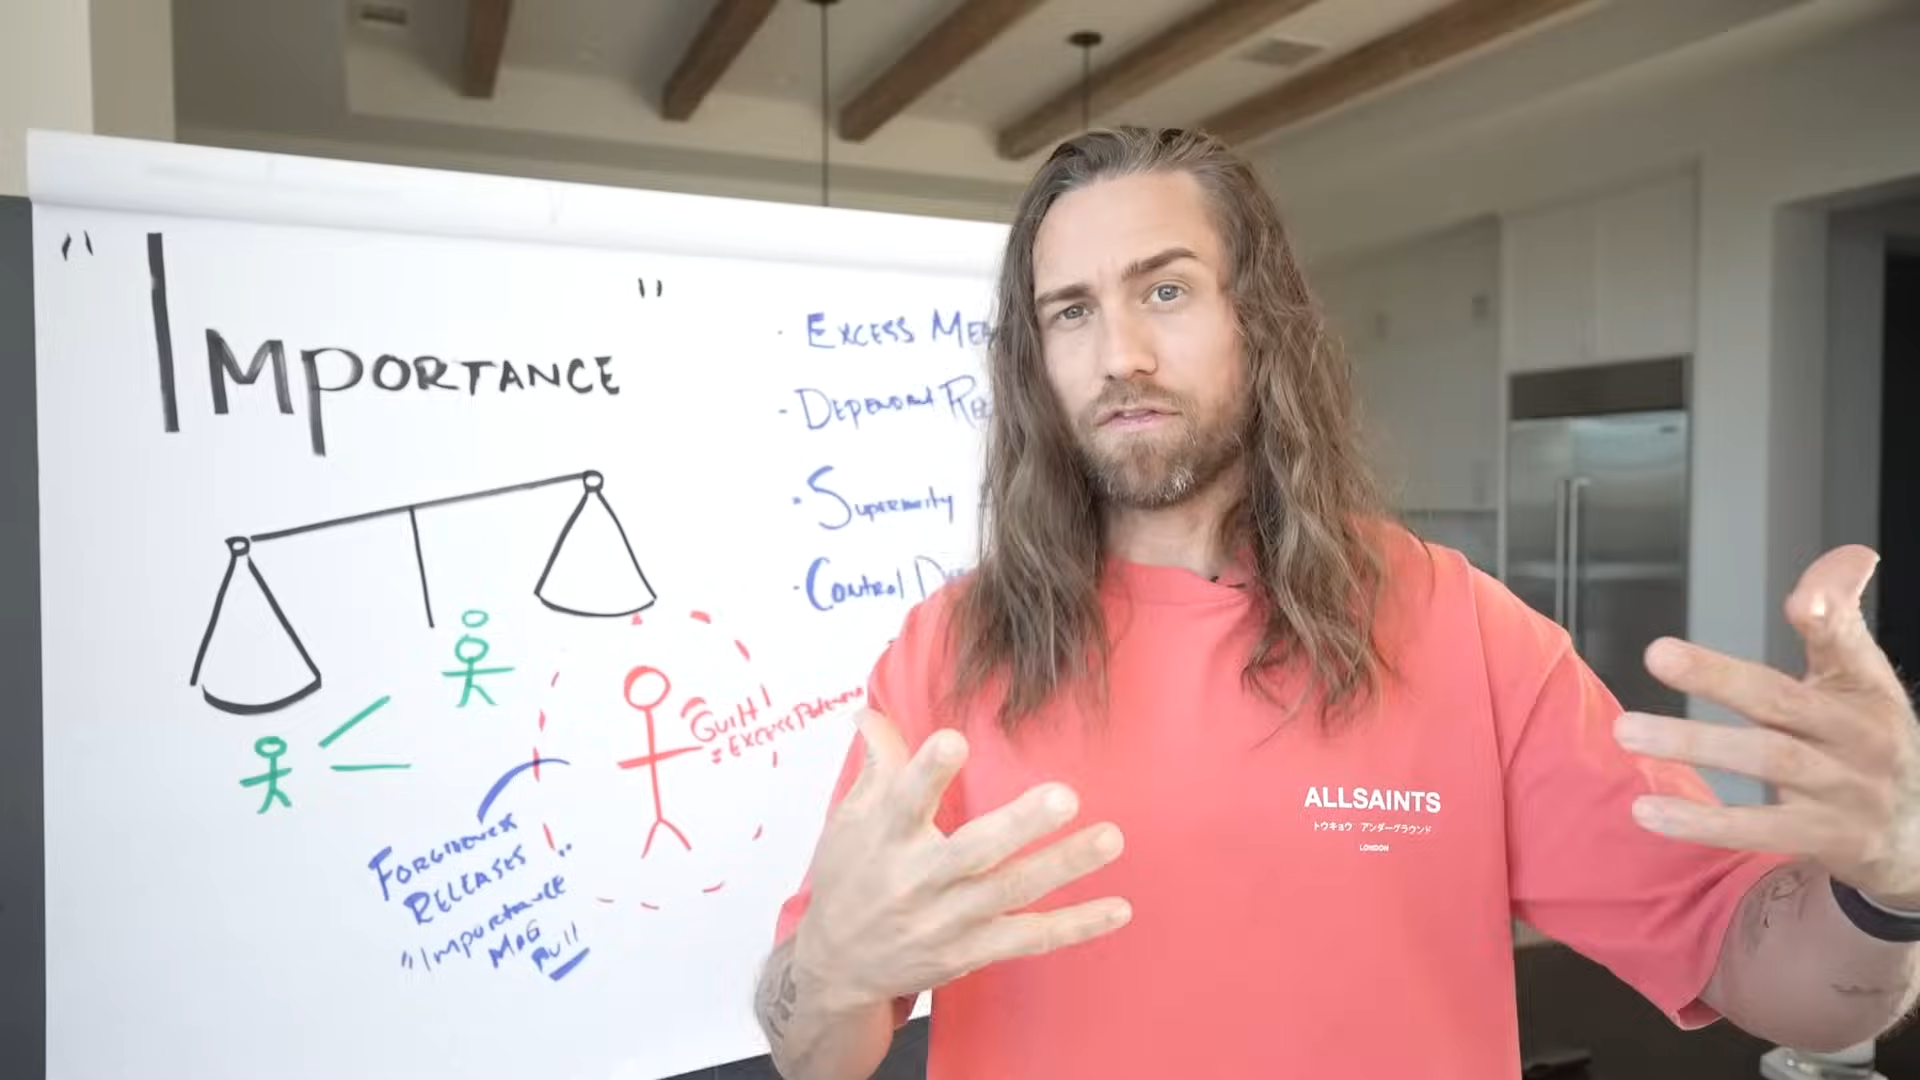 "Importance"
· Excess Mea
- Dependent Rel
· Superiority
· Control D
Guilt
= Excess Potential
Forgiveness
Releases
"Importance
Mag
Pull
ALLSAINTS
トウキョウ アンダーグラウンド
LONDON